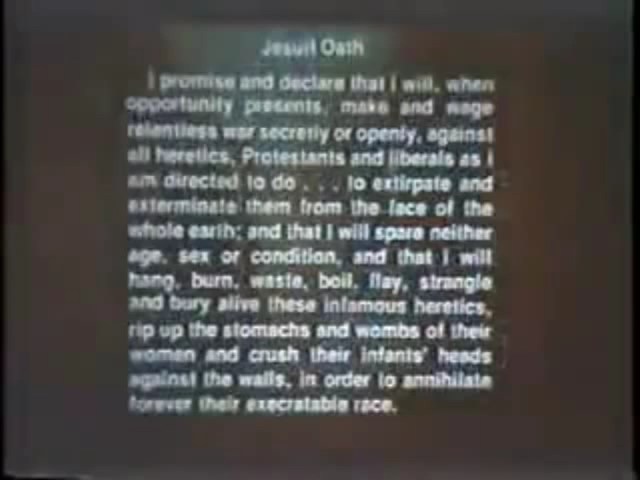 Jesuit Oath
I promise and declare that I will, when
opportunity presents, make and wage
relentless war secretly or openly, against
all heretics, Protestants and liberals as I
am directed to do . . . to extirpate and
exterminate them from the face of the
whole earth; and that I will spare neither
age, sex or condition, and that I will
hang, burn, waste, boil, flay, strangle
and bury alive these infamous heretics,
rip up the stomachs and wombs of their
women and crush their infants' heads
against the walls, in order to annihilate
forever their execratable race.